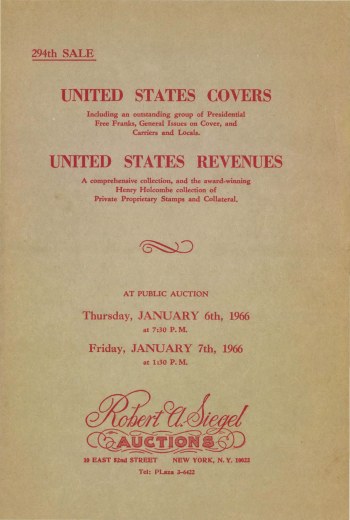 294th SALE
UNITED STATES COVERS
Including an outstanding group of Presidential
Free Franks, General Issues on Cover, and
Carriers and Locals.
UNITED STATES REVENUES
A comprehensive collection, and the award-winning
Henry Holcombe collection of
Private Proprietary Stamps and Collateral.
AT PUBLIC AUCTION
Thursday, JANUARY 6th, 1966
at 7:30 P.M.
Friday, JANUARY 7th, 1966
at 1:30 P.M.
Robert A. Siegel
AUCTIONS
10 EAST 82nd STREET NEW YORK, N.Y. 10022
Tel: PLaza 3-6422